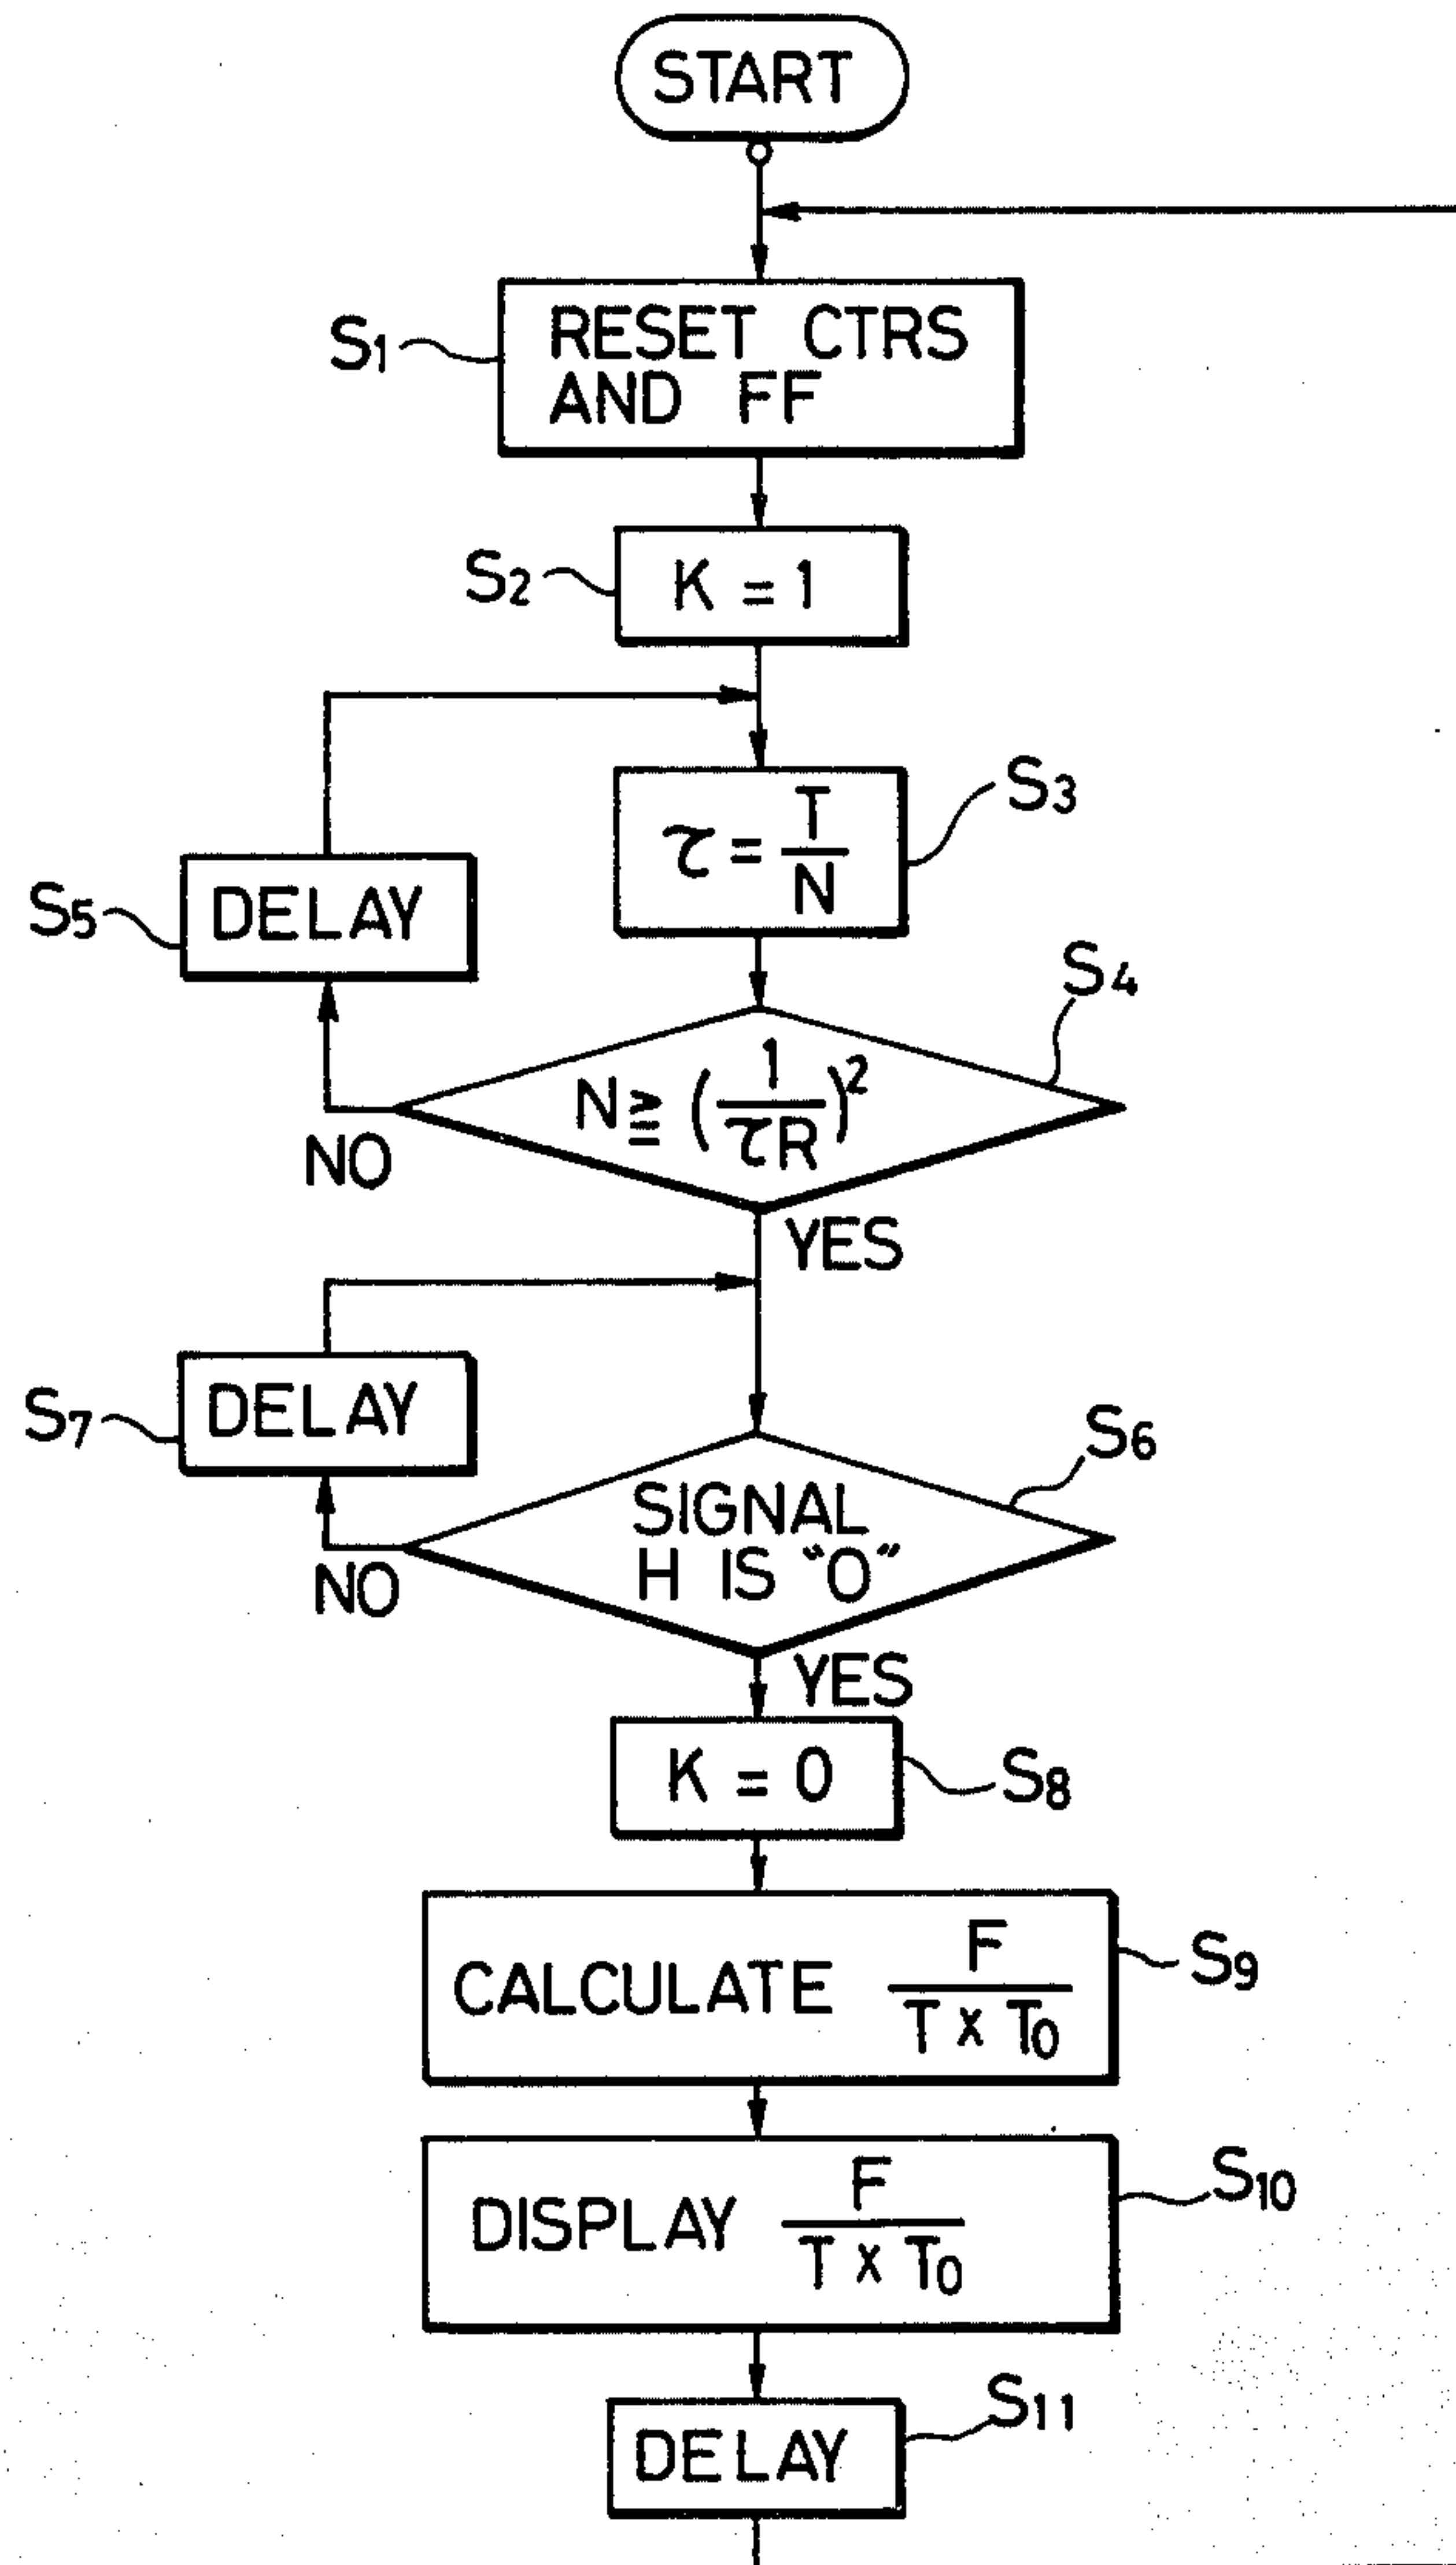 START
S1
RESET CTRS
AND FF
S2
K = 1
S3
τ = T/N
S5
DELAY
S4
N ≧ (1/τR)²
NO
YES
S7
DELAY
S6
SIGNAL
H IS "0"
NO
YES
K = 0
S8
CALCULATE F/T x T0
S9
DISPLAY F/T x T0
S10
S11
DELAY